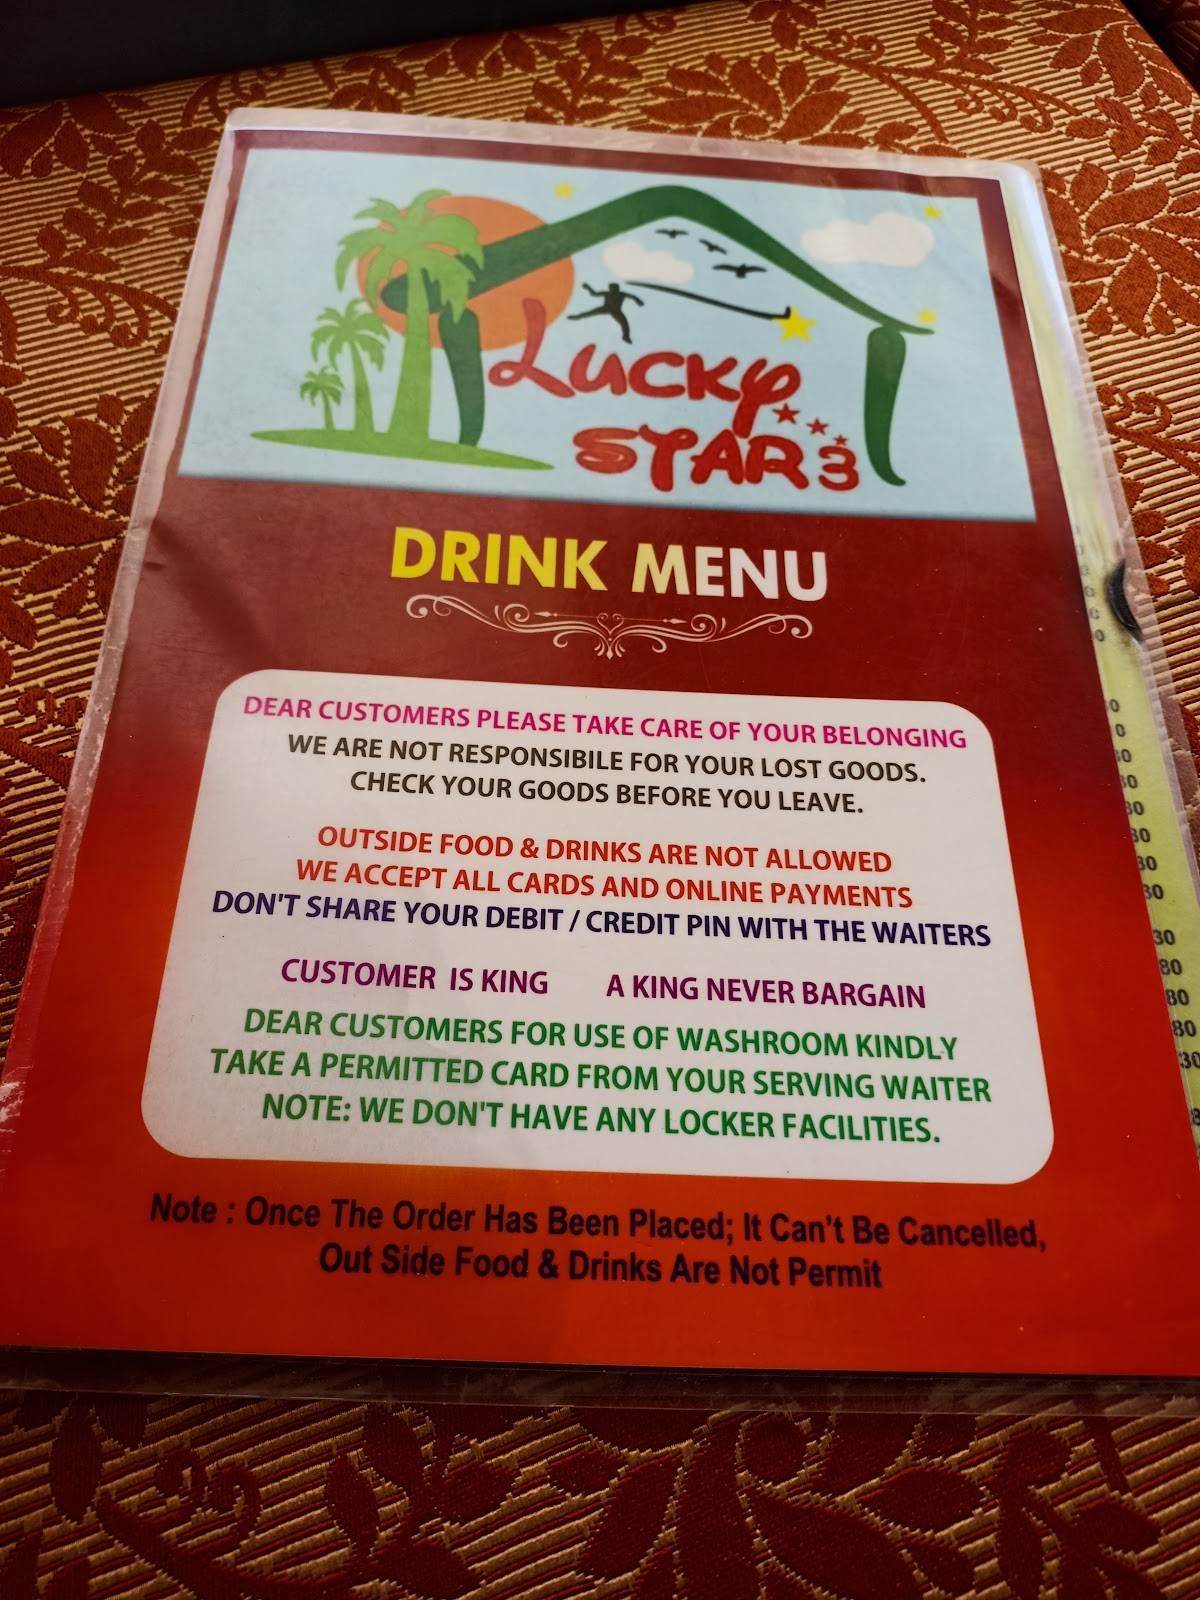 LUCKY
STAR 3
DRINK MENU
DEAR CUSTOMERS PLEASE TAKE CARE OF YOUR BELONGING
WE ARE NOT RESPONSIBILE FOR YOUR LOST GOODS.
CHECK YOUR GOODS BEFORE YOU LEAVE.
OUTSIDE FOOD & DRINKS ARE NOT ALLOWED
WE ACCEPT ALL CARDS AND ONLINE PAYMENTS
DON'T SHARE YOUR DEBIT / CREDIT PIN WITH THE WAITERS
CUSTOMER IS KING A KING NEVER BARGAIN
DEAR CUSTOMERS FOR USE OF WASHROOM KINDLY
TAKE A PERMITTED CARD FROM YOUR SERVING WAITER
NOTE: WE DON'T HAVE ANY LOCKER FACILITIES.
Note : Once The Order Has Been Placed; It Can't Be Cancelled,
Out Side Food & Drinks Are Not Permit